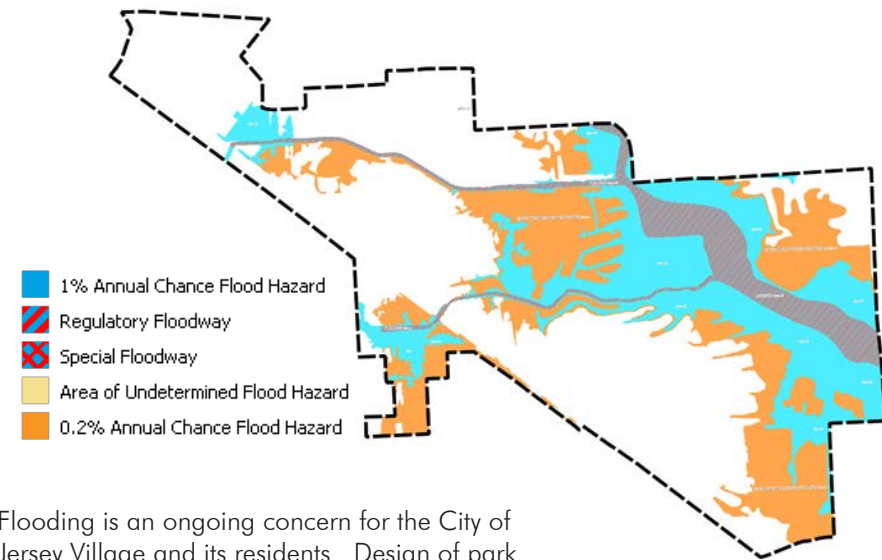 1% Annual Chance Flood Hazard
Regulatory Floodway
Special Floodway
Area of Undetermined Flood Hazard
0.2% Annual Chance Flood Hazard
Flooding is an ongoing concern for the City of
Jersey Village and its residents. Design of park